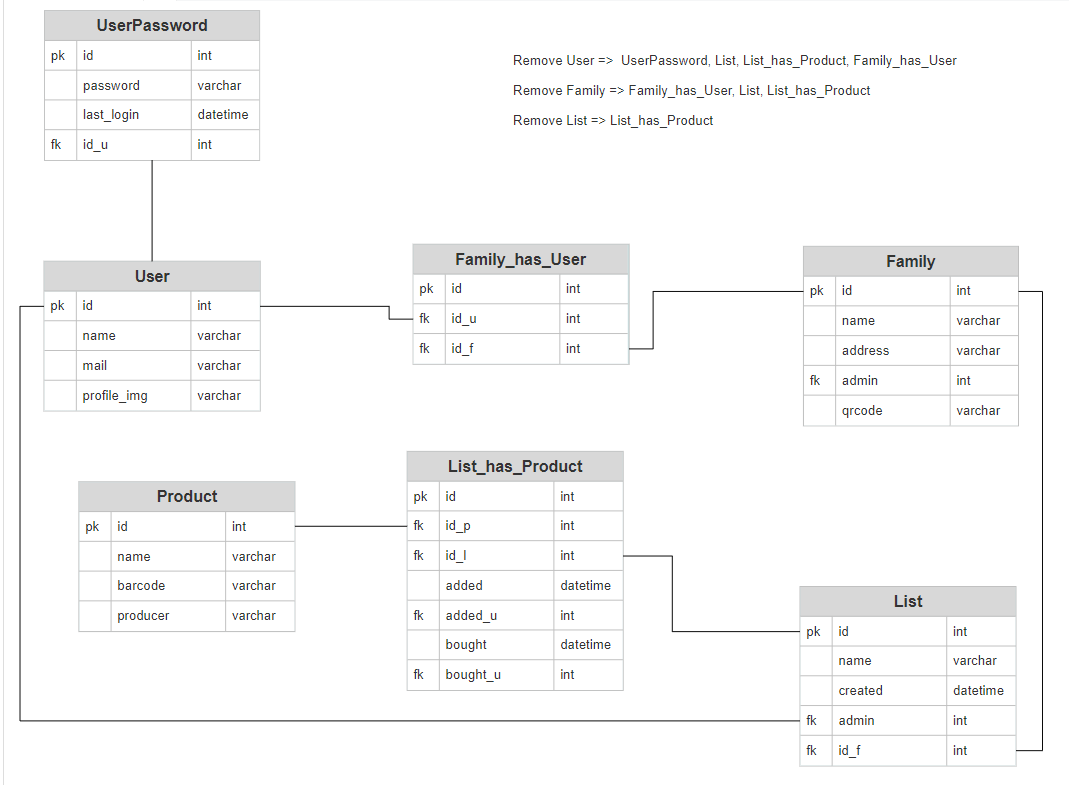 UserPassword
pk id int
password varchar
last_login datetime
fk id_u int
Remove User => UserPassword, List, List_has_Product, Family_has_User
Remove Family => Family_has_User, List, List_has_Product
Remove List => List_has_Product
User
pk id int
name varchar
mail varchar
profile_img varchar
Family_has_User
pk id int
fk id_u int
fk id_f int
Family
pk id int
name varchar
address varchar
fk admin int
qrcode varchar
Product
pk id int
name varchar
barcode varchar
producer varchar
List_has_Product
pk id int
fk id_p int
fk id_l int
added datetime
fk added_u int
bought datetime
fk bought_u int
List
pk id int
name varchar
created datetime
fk admin int
fk id_f int